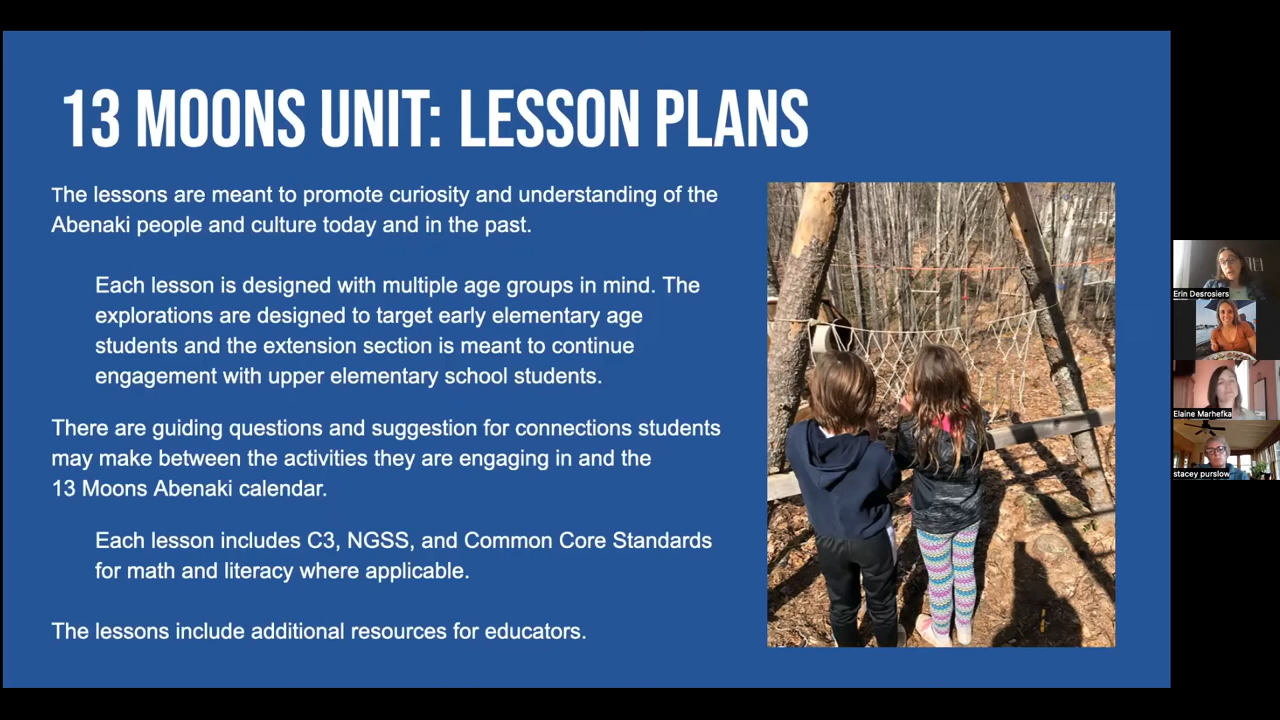 13 MOONS UNIT: LESSON PLANS
The lessons are meant to promote curiosity and understanding of the
Abenaki people and culture today and in the past.
Each lesson is designed with multiple age groups in mind. The
explorations are designed to target early elementary age
students and the extension section is meant to continue
engagement with upper elementary school students.
There are guiding questions and suggestion for connections students
may make between the activities they are engaging in and the
13 Moons Abenaki calendar.
Each lesson includes C3, NGSS, and Common Core Standards
for math and literacy where applicable.
The lessons include additional resources for educators.
Erin Desrosiers
Elaine Marhefka
stacey purslow